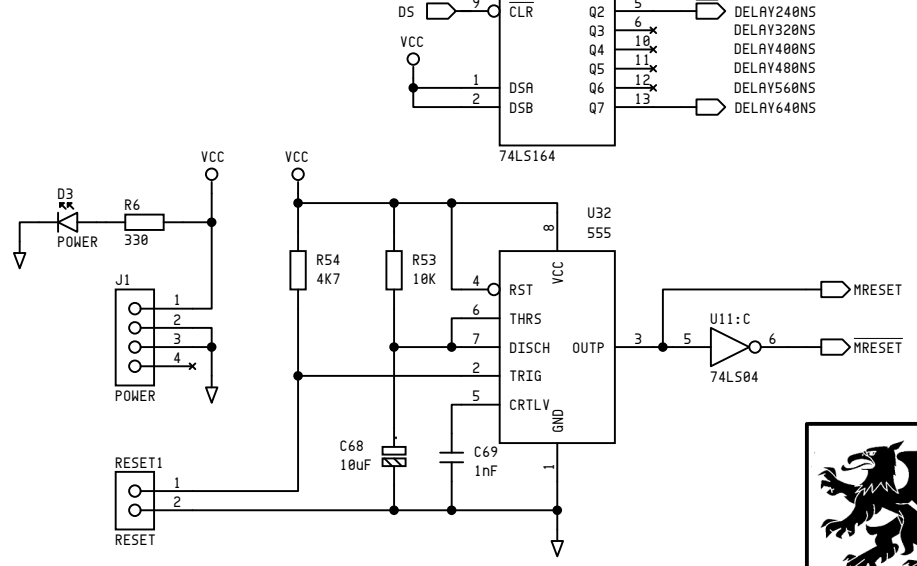 DS 9 CLR Q2 5 DELAY240NS
Q3 6 DELAY320NS
VCC Q4 10 DELAY400NS
Q5 11 DELAY480NS
1 DSA Q6 12 DELAY560NS
2 DSB Q7 13 DELAY640NS
74LS164
VCC VCC
D3
R6
POWER 330
U32
555
8
VCC
R54
4K7
R53
10K
J1
1
2
3
4
POWER
4 RST
6 THRS
7 DISCH OUTP 3
2 TRIG
5 CRTLV
GND
1
MRESET
U11:C
5 6 MRESET
74LS04
C68
10uF
C69
1nF
RESET1
1
2
RESET